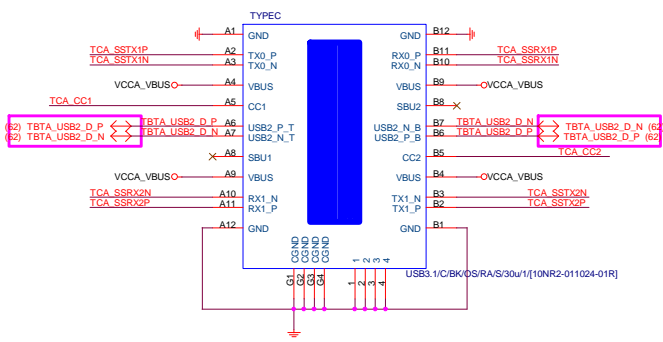 TYPEC
A1 GND GND B12
TCA_SSTX1P A2 TX0_P RX0_P B11 TCA_SSRX1P
TCA_SSTX1N A3 TX0_N RX0_N B10 TCA_SSRX1N
VCCA_VBUS A4 VBUS VBUS B9 VCCA_VBUS
TCA_CC1 A5 CC1 SBU2 B8
(62) TBTA_USB2_D_P TBTA_USB2_D_P A6 USB2_P_T USB2_N_B B7 TBTA_USB2_D_N TBTA_USB2_D_N (62)
(62) TBTA_USB2_D_N TBTA_USB2_D_N A7 USB2_N_T USB2_P_B B6 TBTA_USB2_D_P TBTA_USB2_D_P (62)
A8 SBU1 CC2 B5 TCA_CC2
VCCA_VBUS A9 VBUS VBUS B4 VCCA_VBUS
TCA_SSRX2N A10 RX1_N TX1_N B3 TCA_SSTX2N
TCA_SSRX2P A11 RX1_P TX1_P B2 TCA_SSTX2P
A12 GND GND B1
CGND CGND CGND CGND 1 2 3 4
G1 G2 G3 G4 1 2 3 4
USB3.1/C/BK/OS/RA/S/30u/1/[10NR2-011024-01R]